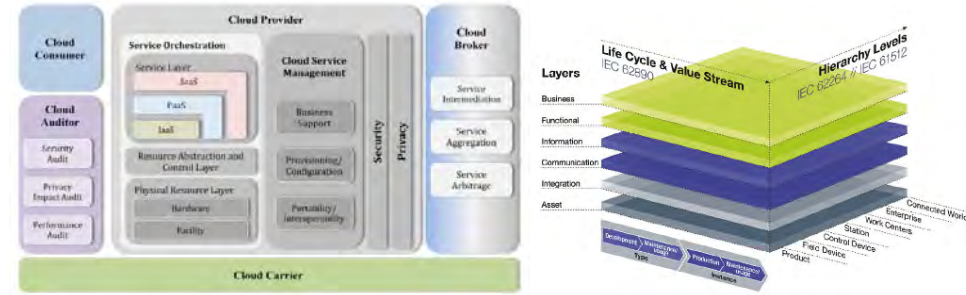 Cloud
Consumer
Cloud
Auditor
Security
Audit
Privacy
Impact Audit
Performance
Audit
Cloud Provider
Service Orchestration
Service Layer
SaaS
PaaS
IaaS
Resource Abstraction and
Control Layer
Physical Resource Layer
Hardware
Facility
Cloud Service
Management
Business
Support
Provisioning/
Configuration
Portability/
Interoperability
Security
Privacy
Cloud
Broker
Service
Intermediation
Service
Aggregation
Service
Arbitrage
Cloud Carrier
Life Cycle & Value Stream
IEC 62890
Hierarchy Levels
IEC 62264 // IEC 61512
Layers
Business
Functional
Information
Communication
Integration
Asset
Development
Maintenance/
usage
Production
Maintenance/
usage
Type
Instance
Connected World
Enterprise
Work Centers
Station
Control Device
Field Device
Product